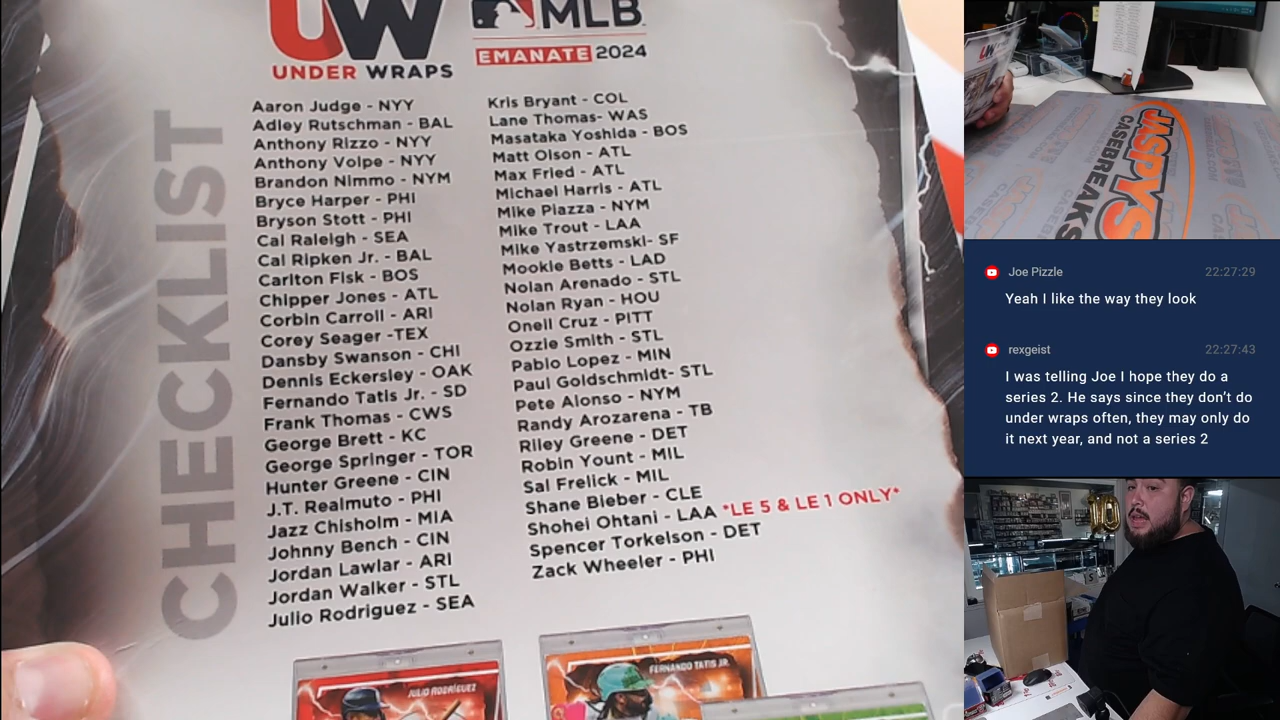 UW
UNDER WRAPS
MLB
EMANATE 2024
CHECKLIST
Aaron Judge - NYY
Adley Rutschman - BAL
Anthony Rizzo - NYY
Anthony Volpe - NYY
Brandon Nimmo - NYM
Bryce Harper - PHI
Bryson Stott - PHI
Cal Raleigh - SEA
Cal Ripken Jr. - BAL
Carlton Fisk - BOS
Chipper Jones - ATL
Corbin Carroll - ARI
Corey Seager -TEX
Dansby Swanson - CHI
Dennis Eckersley - OAK
Fernando Tatis Jr. - SD
Frank Thomas - CWS
George Brett - KC
George Springer - TOR
Hunter Greene - CIN
J.T. Realmuto - PHI
Jazz Chisholm - MIA
Johnny Bench - CIN
Jordan Lawlar - ARI
Jordan Walker - STL
Julio Rodriguez - SEA
Kris Bryant - COL
Lane Thomas- WAS
Masataka Yoshida - BOS
Matt Olson - ATL
Max Fried - ATL
Michael Harris - ATL
Mike Piazza - NYM
Mike Trout - LAA
Mike Yastrzemski- SF
Mookie Betts - LAD
Nolan Arenado - STL
Nolan Ryan - HOU
Oneil Cruz - PITT
Ozzie Smith - STL
Pablo Lopez - MIN
Paul Goldschmidt- STL
Pete Alonso - NYM
Randy Arozarena - TB
Riley Greene - DET
Robin Yount - MIL
Sal Frelick - MIL
Shane Bieber - CLE
Shohei Ohtani - LAA *LE 5 & LE 1 ONLY*
Spencer Torkelson - DET
Zack Wheeler - PHI
JULIO RODRÍGUEZ
FERNANDO TATIS JR.
JASPYS
CASEBREAKS
Joe Pizzle 22:27:29
Yeah I like the way they look
rexgeist 22:27:43
I was telling Joe I hope they do a
series 2. He says since they don't do
under wraps often, they may only do
it next year, and not a series 2